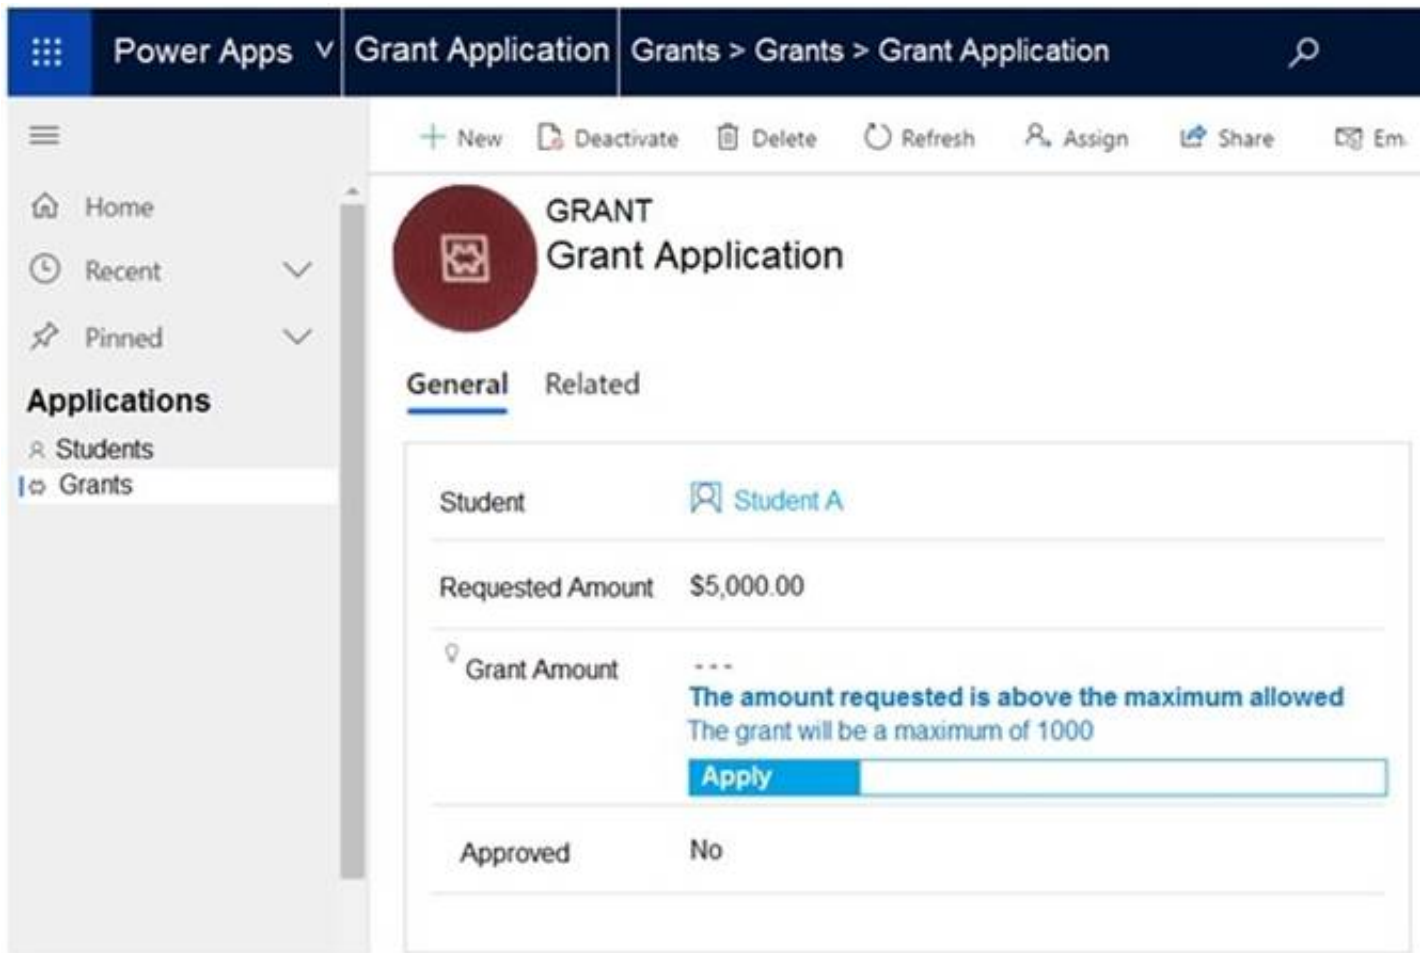 Power Apps Grant Application Grants > Grants > Grant Application
New Deactivate Delete Refresh Assign Share Em
Home
Recent
Pinned
Applications
Students
Grants
GRANT
Grant Application
General Related
Student Student A
Requested Amount $5,000.00
Grant Amount ---
The amount requested is above the maximum allowed
The grant will be a maximum of 1000
Apply
Approved No